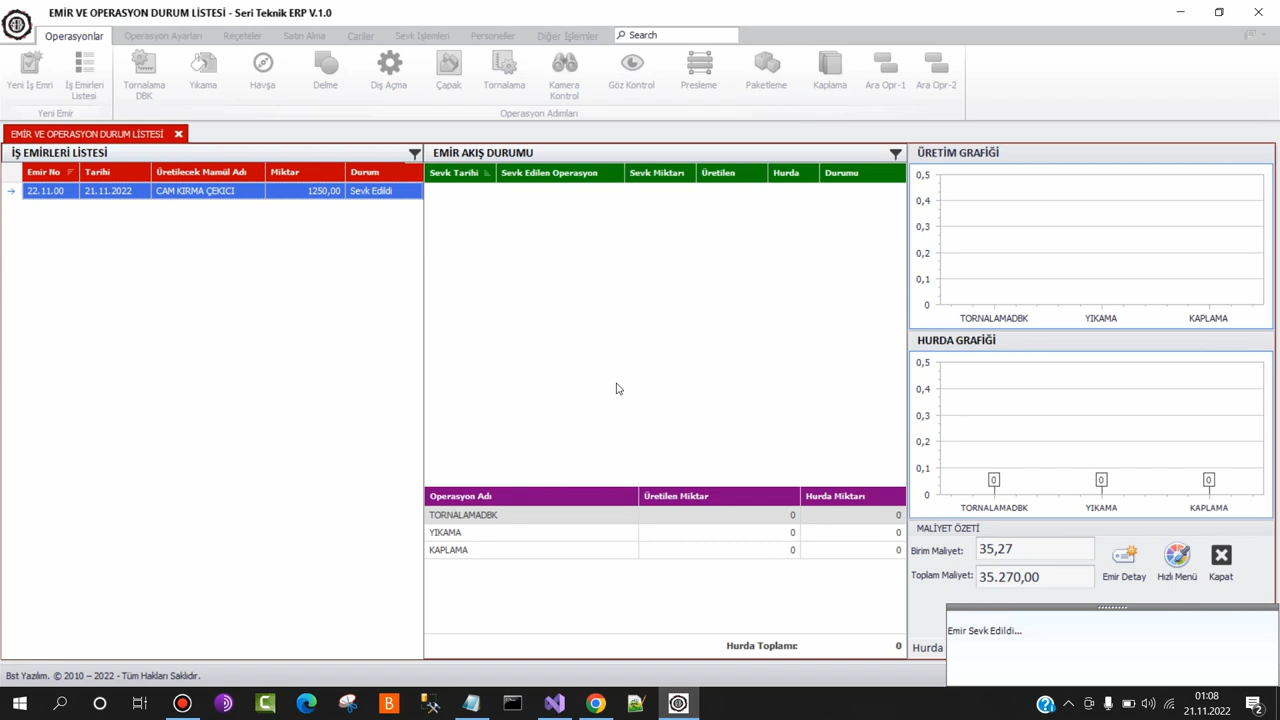 EMİR VE OPERASYON DURUM LİSTESİ - Seri Teknik ERP V.1.0
Operasyonlar Operasyon Ayarları Reçeteler Satın Alma Cariler Sevk İşlemleri Personeller Diğer İşlemler Search
Yeni İş Emri İş Emirleri Listesi Tornalama DBK Yıkama Havşa Delme Diş Açma Çapak Tornalama Kamera Kontrol Göz Kontrol Presleme Paketleme Kaplama Ara Opr-1 Ara Opr-2
Yeni Emir Operasyon Adımları
EMİR VE OPERASYON DURUM LİSTESİ
İŞ EMİRLERİ LİSTESİ
Emir No Tarihi Üretilecek Mamül Adı Miktar Durum
22.11.00 21.11.2022 CAM KIRMA ÇEKICI 1250,00 Sevk Edildi
EMİR AKIŞ DURUMU
Sevk Tarihi Sevk Edilen Operasyon Sevk Miktarı Üretilen Hurda Durumu
Operasyon Adı Üretilen Miktar Hurda Miktarı
TORNALAMADBK 0 0
YIKAMA 0 0
KAPLAMA 0 0
Hurda Toplamı: 0
ÜRETİM GRAFİĞİ
0,5
0,4
0,3
0,2
0,1
0
TORNALAMADBK YIKAMA KAPLAMA
HURDA GRAFİĞİ
0,5
0,4
0,3
0,2
0,1
0 0 0
0
TORNALAMADBK YIKAMA KAPLAMA
MALİYET ÖZETİ
Birim Maliyet: 35,27
Toplam Maliyet: 35.270,00
Emir Detay Hızlı Menü Kapat
Hurda
Emir Sevk Edildi...
Bst Yazılım. © 2010 – 2022 - Tüm Hakları Saklıdır.
01:08
21.11.2022
2